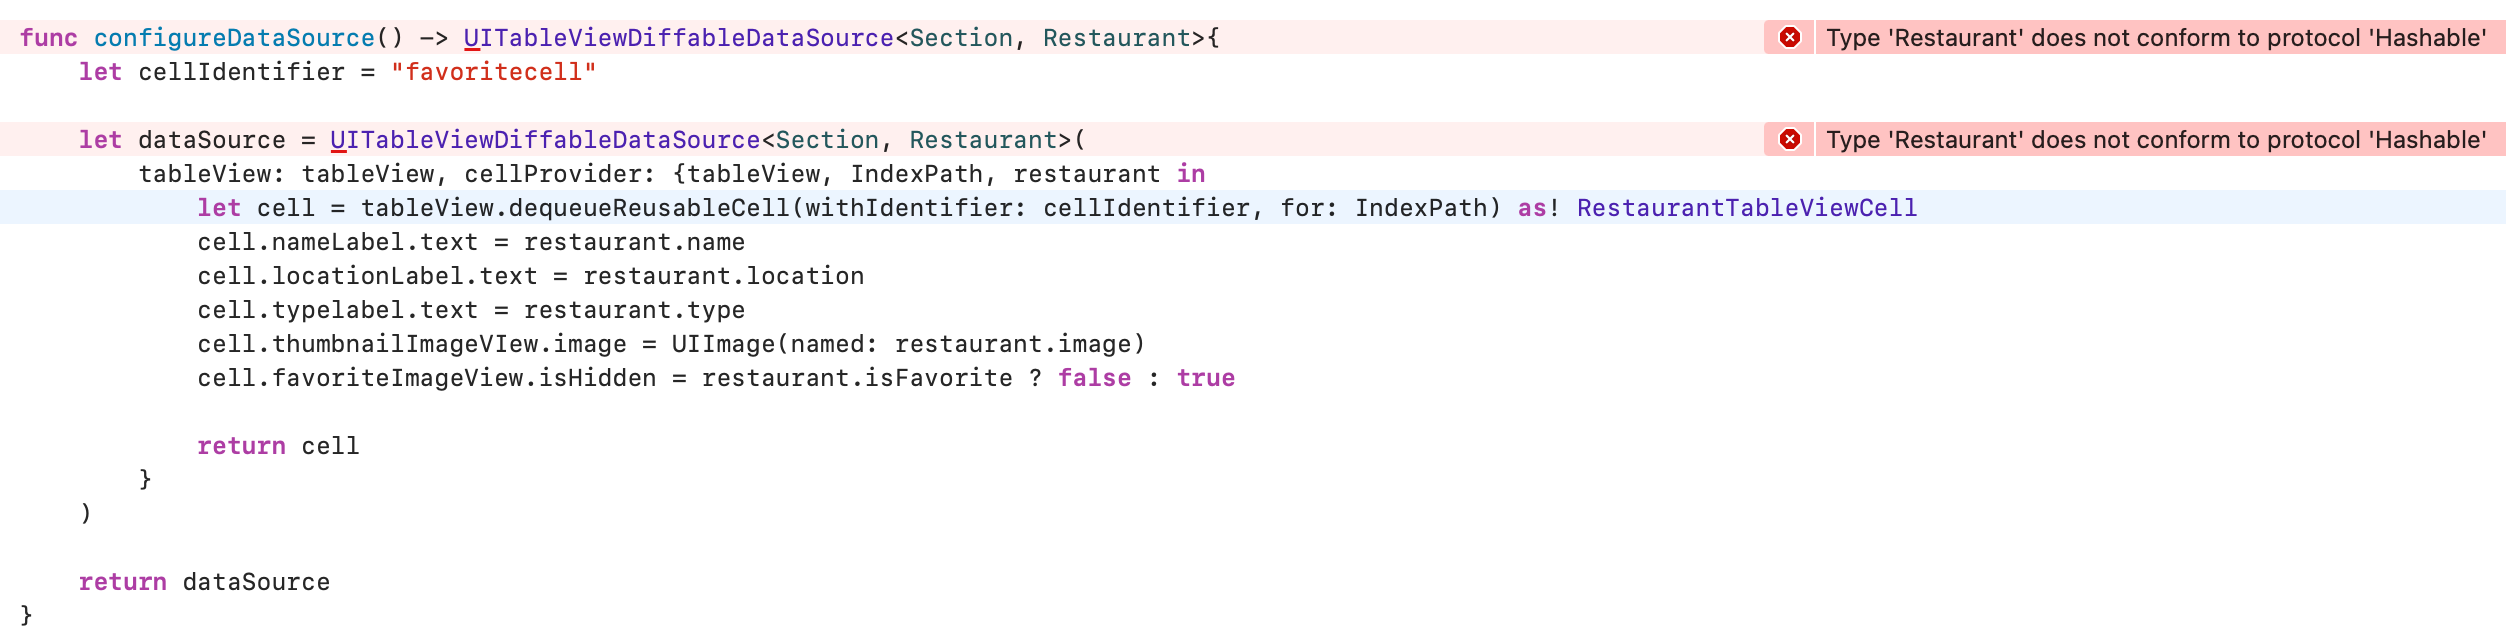 func configureDataSource() -> UITableViewDiffableDataSource<Section, Restaurant>{
Type 'Restaurant' does not conform to protocol 'Hashable'
let cellIdentifier = "favoritecell"
let dataSource = UITableViewDiffableDataSource<Section, Restaurant>(
Type 'Restaurant' does not conform to protocol 'Hashable'
tableView: tableView, cellProvider: {tableView, IndexPath, restaurant in
let cell = tableView.dequeueReusableCell(withIdentifier: cellIdentifier, for: IndexPath) as! RestaurantTableViewCell
cell.nameLabel.text = restaurant.name
cell.locationLabel.text = restaurant.location
cell.typelabel.text = restaurant.type
cell.thumbnailImageVIew.image = UIImage(named: restaurant.image)
cell.favoriteImageView.isHidden = restaurant.isFavorite ? false : true
return cell
}
)
return dataSource
}